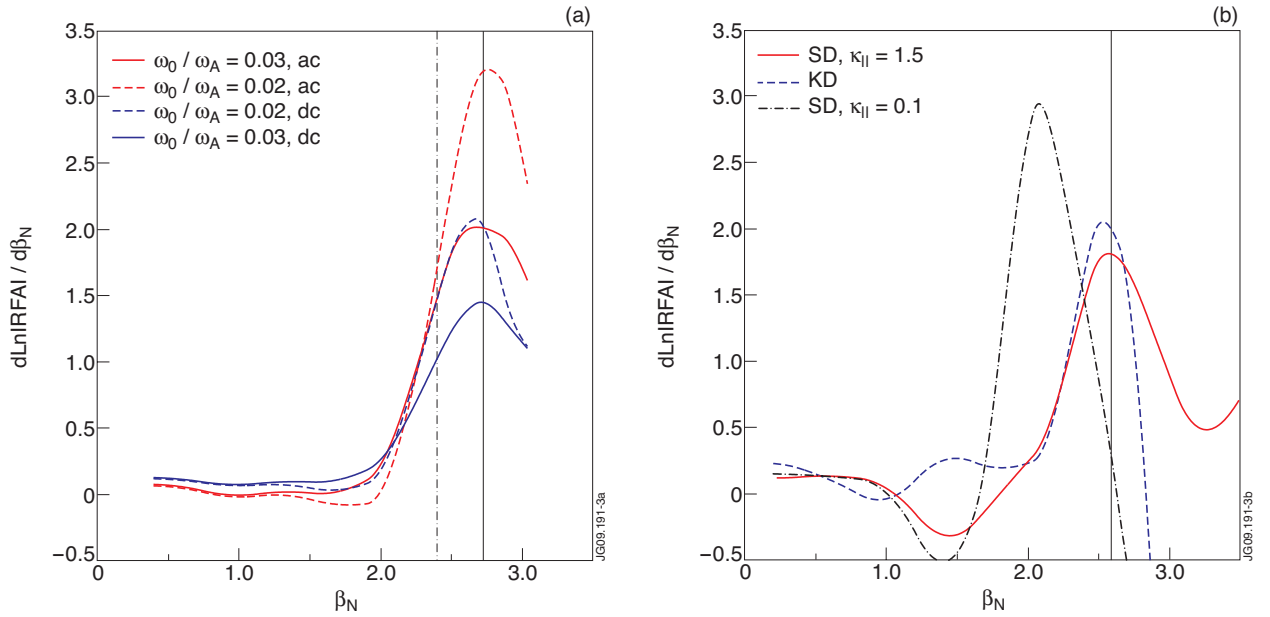 (a)
3.5
3.0
2.5
2.0
1.5
1.0
0.5
0
−0.5
dLnIRFAI / dβN
ω0 / ωA = 0.03, ac
ω0 / ωA = 0.02, ac
ω0 / ωA = 0.02, dc
ω0 / ωA = 0.03, dc
0
1.0
2.0
3.0
βN
JG09.191-3a
(b)
3.5
3.0
2.5
2.0
1.5
1.0
0.5
0
−0.5
dLnIRFAI / dβN
SD, κII = 1.5
KD
SD, κII = 0.1
0
1.0
2.0
3.0
βN
JG09.191-3b